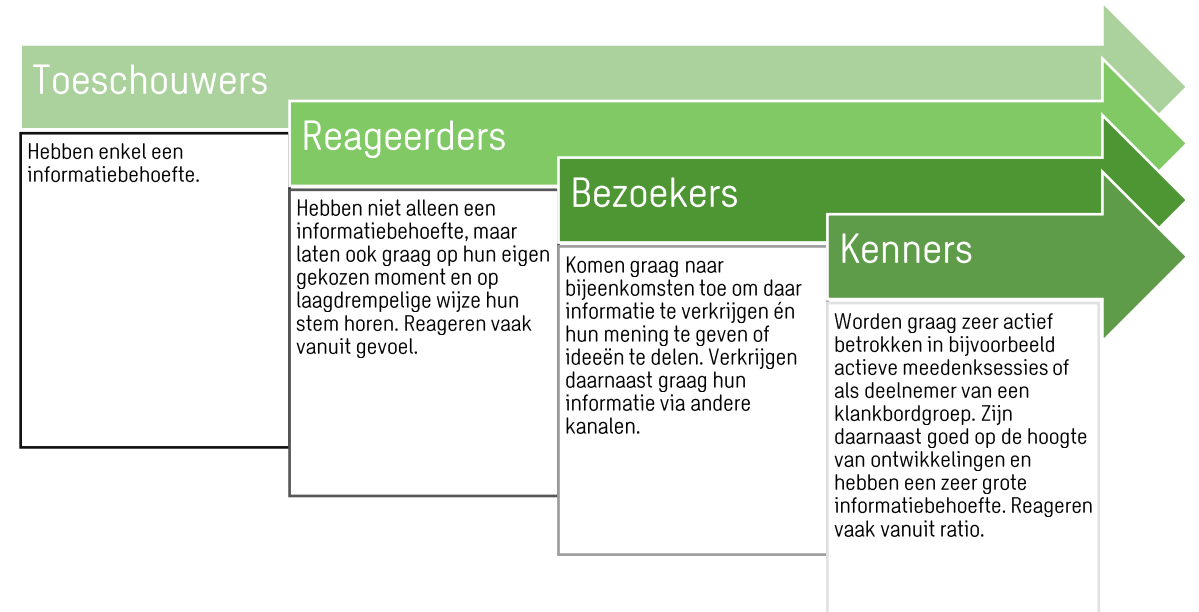 Toeschouwers
Hebben enkel een
informatiebehoefte.
Reageerders
Hebben niet alleen een
informatiebehoefte, maar
laten ook graag op hun eigen
gekozen moment en op
laagdrempelige wijze hun
stem horen. Reageren vaak
vanuit gevoel.
Bezoekers
Komen graag naar
bijeenkomsten toe om daar
informatie te verkrijgen én
hun mening te geven of
ideeën te delen. Verkrijgen
daarnaast graag hun
informatie via andere
kanalen.
Kenners
Worden graag zeer actief
betrokken in bijvoorbeeld
actieve meedenksessies of
als deelnemer van een
klankbordgroep. Zijn
daarnaast goed op de hoogte
van ontwikkelingen en
hebben een zeer grote
informatiebehoefte. Reageren
vaak vanuit ratio.